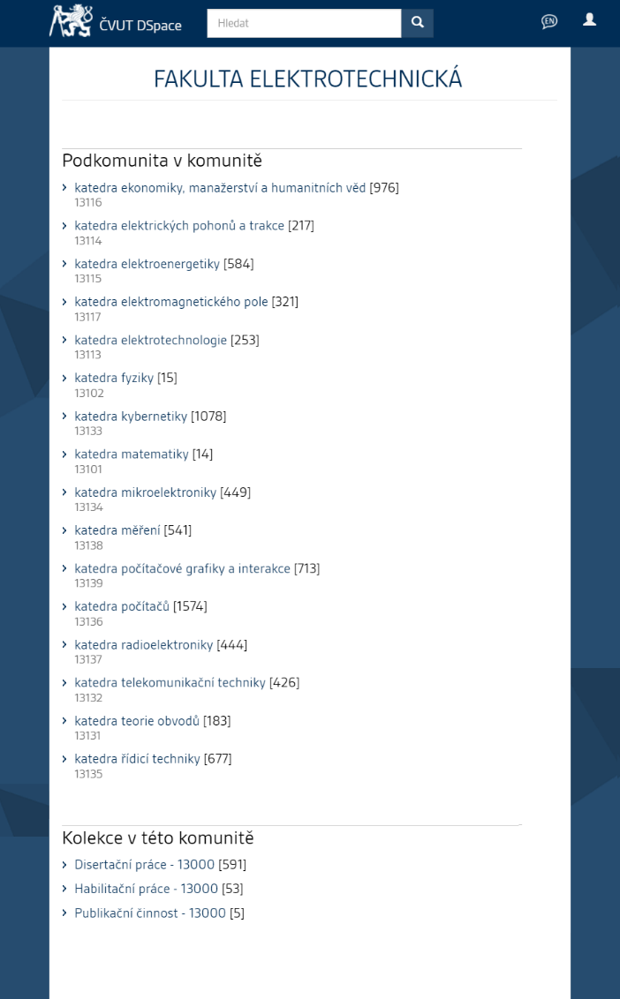 ČVUT DSpace
Hledat
EN
FAKULTA ELEKTROTECHNICKÁ
Podkomunita v komunitě
katedra ekonomiky, manažerství a humanitních věd [976]
13116
katedra elektrických pohonů a trakce [217]
13114
katedra elektroenergetiky [584]
13115
katedra elektromagnetického pole [321]
13117
katedra elektrotechnologie [253]
13113
katedra fyziky [15]
13102
katedra kybernetiky [1078]
13133
katedra matematiky [14]
13101
katedra mikroelektroniky [449]
13134
katedra měření [541]
13138
katedra počítačové grafiky a interakce [713]
13139
katedra počítačů [1574]
13136
katedra radioelektroniky [444]
13137
katedra telekomunikační techniky [426]
13132
katedra teorie obvodů [183]
13131
katedra řídicí techniky [677]
13135
Kolekce v této komunitě
Disertační práce - 13000 [591]
Habilitační práce - 13000 [53]
Publikační činnost - 13000 [5]